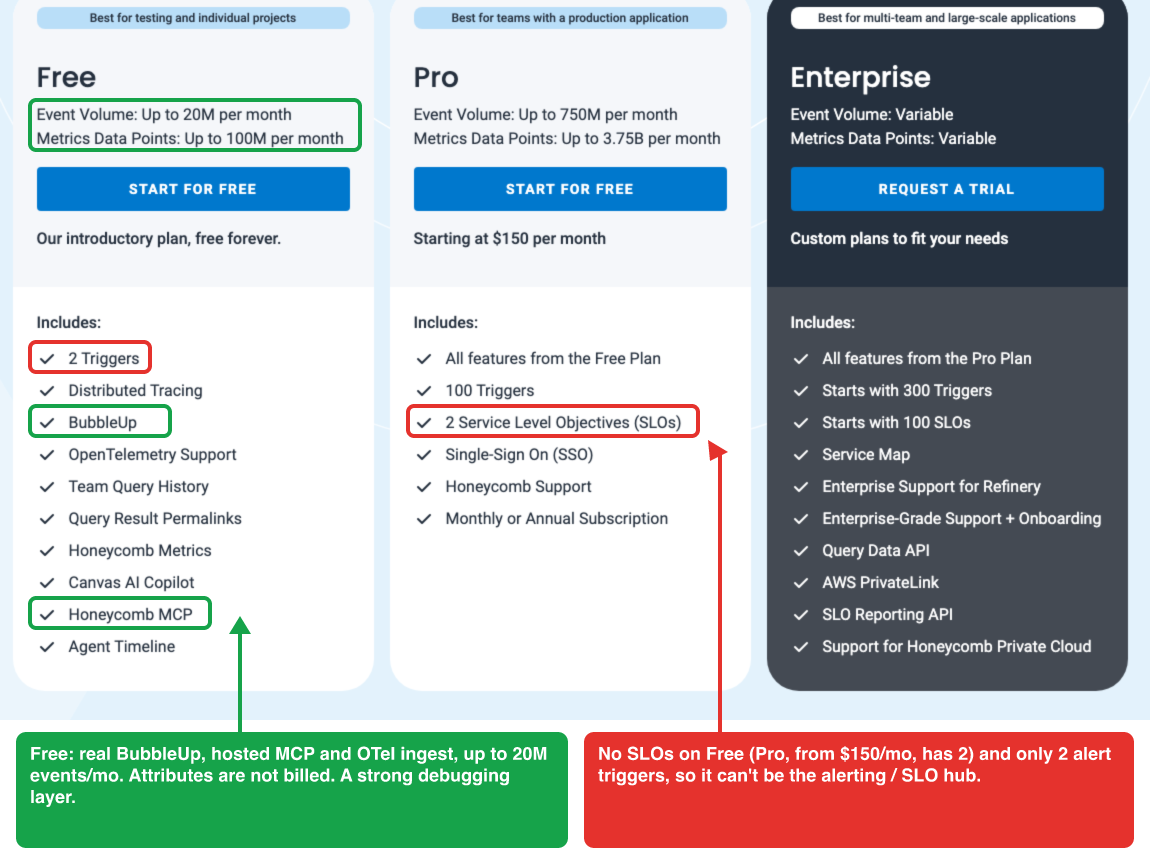 Best for testing and individual projects
Free
Event Volume: Up to 20M per month
Metrics Data Points: Up to 100M per month
START FOR FREE
Our introductory plan, free forever.
Includes:
2 Triggers
Distributed Tracing
BubbleUp
OpenTelemetry Support
Team Query History
Query Result Permalinks
Honeycomb Metrics
Canvas AI Copilot
Honeycomb MCP
Agent Timeline
Best for teams with a production application
Pro
Event Volume: Up to 750M per month
Metrics Data Points: Up to 3.75B per month
START FOR FREE
Starting at $150 per month
Includes:
All features from the Free Plan
100 Triggers
2 Service Level Objectives (SLOs)
Single-Sign On (SSO)
Honeycomb Support
Monthly or Annual Subscription
Best for multi-team and large-scale applications
Enterprise
Event Volume: Variable
Metrics Data Points: Variable
REQUEST A TRIAL
Custom plans to fit your needs
Includes:
All features from the Pro Plan
Starts with 300 Triggers
Starts with 100 SLOs
Service Map
Enterprise Support for Refinery
Enterprise-Grade Support + Onboarding
Query Data API
AWS PrivateLink
SLO Reporting API
Support for Honeycomb Private Cloud
Free: real BubbleUp, hosted MCP and OTel ingest, up to 20M
events/mo. Attributes are not billed. A strong debugging
layer.
No SLOs on Free (Pro, from $150/mo, has 2) and only 2 alert
triggers, so it can't be the alerting / SLO hub.